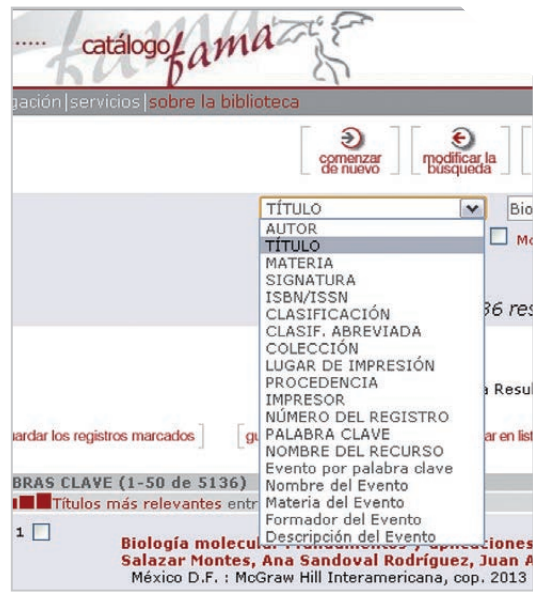 ..... catálogo fama
gación|servicios|sobre la biblioteca
comenzar de nuevo
modificar la búsqueda
TÍTULO
Bio
AUTOR
TÍTULO
MATERIA
SIGNATURA
ISBN/ISSN
CLASIFICACIÓN
CLASIF. ABREVIADA
COLECCIÓN
LUGAR DE IMPRESIÓN
PROCEDENCIA
IMPRESOR
NÚMERO DEL REGISTRO
PALABRA CLAVE
NOMBRE DEL RECURSO
Evento por palabra clave
Nombre del Evento
Materia del Evento
Formador del Evento
Descripción del Evento
Mo
36 res
a Resul
uardar los registros marcados
gu
ar en list
BRAS CLAVE (1-50 de 5136)
Títulos más relevantes entr
1
Biología molecul
ciones
Salazar Montes, Ana Sandoval Rodríguez, Juan A
México D.F. : McGraw Hill Interamericana, cop. 2013